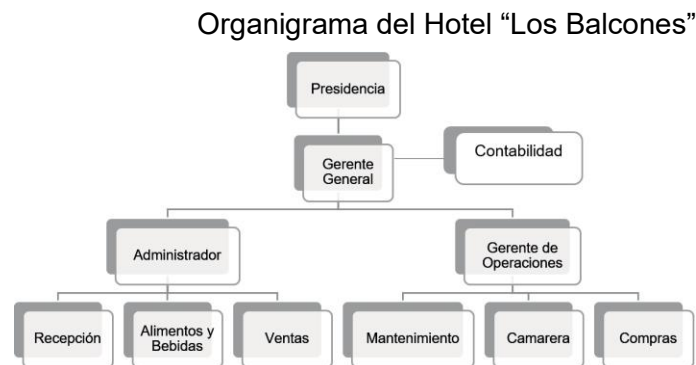 Organigrama del Hotel “Los Balcones”
Presidencia
Gerente
General
Contabilidad
Administrador
Gerente de
Operaciones
Recepción
Alimentos y
Bebidas
Ventas
Mantenimiento
Camarera
Compras